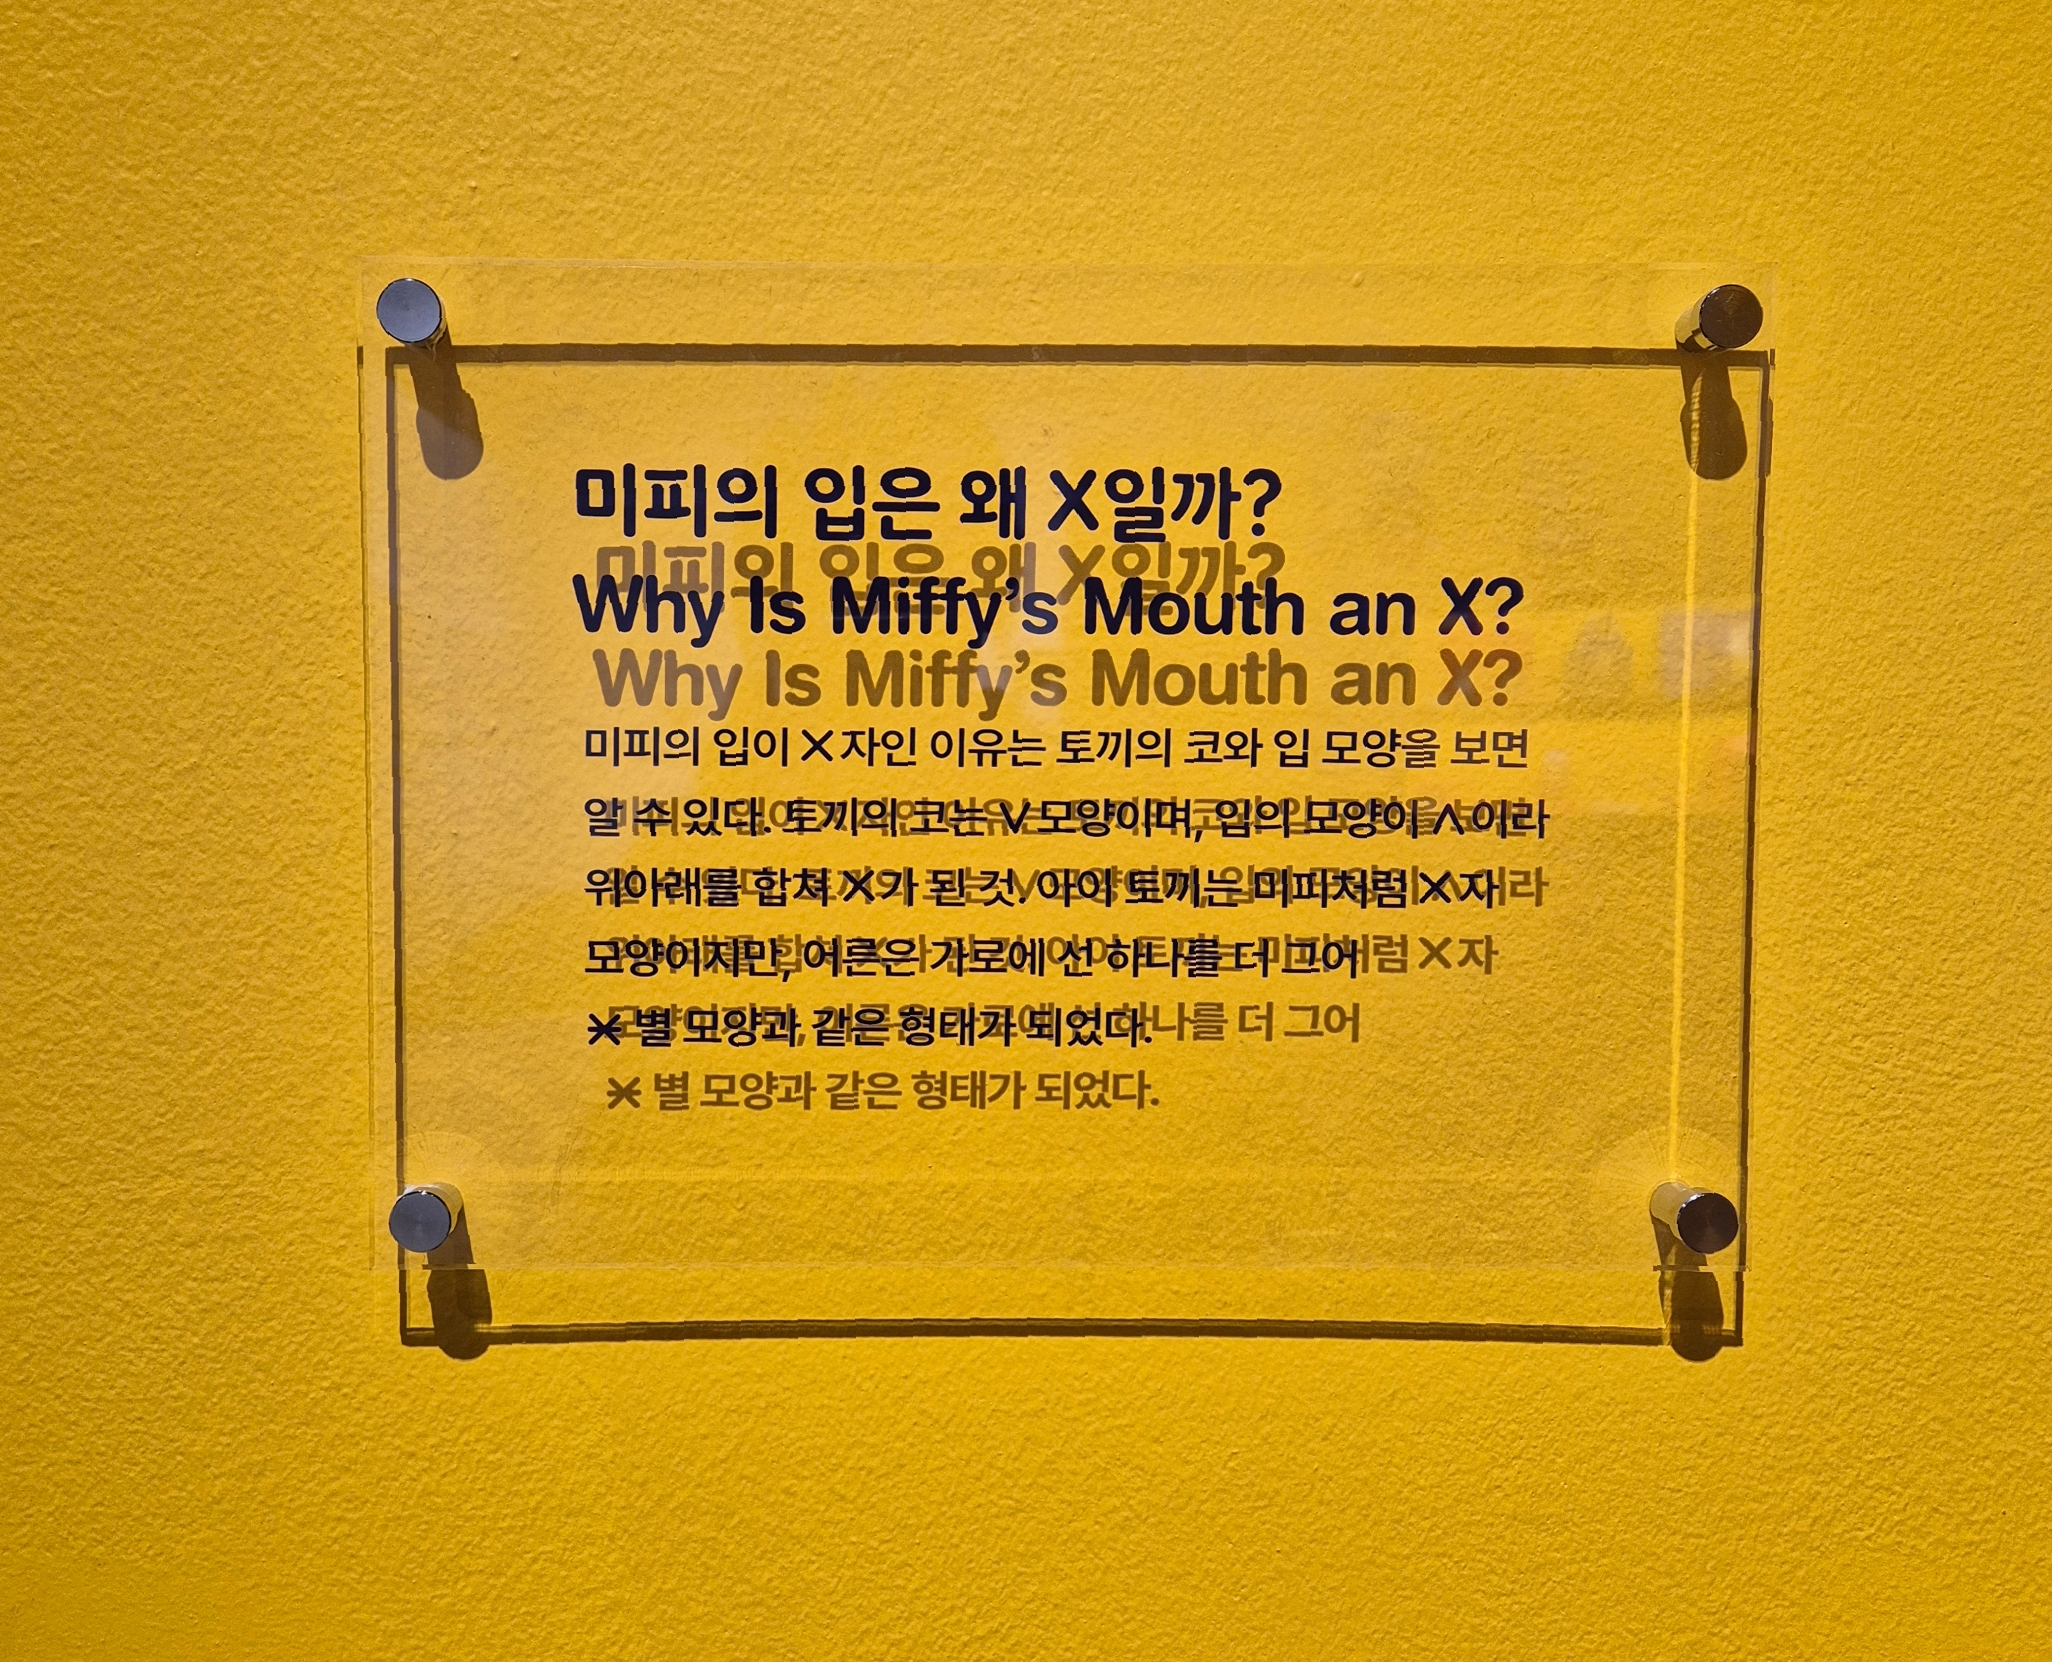 미피의 입은 왜 X일까?
Why Is Miffy’s Mouth an X?
미피의 입이 X 자인 이유는 토끼의 코와 입 모양을 보면
알 수 있다. 토끼의 코는 V 모양이며, 입의 모양이 Λ 이라
위아래를 합쳐 X가 된 것. 아이 토끼는 미피처럼 X 자
모양이지만, 어른은 가로에 선 하나를 더 그어
⚹ 별 모양과 같은 형태가 되었다.